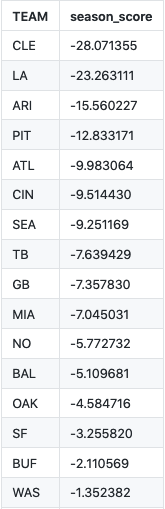 TEAM season_score
CLE -28.071355
LA -23.263111
ARI -15.560227
PIT -12.833171
ATL -9.983064
CIN -9.514430
SEA -9.251169
TB -7.639429
GB -7.357830
MIA -7.045031
NO -5.772732
BAL -5.109681
OAK -4.584716
SF -3.255820
BUF -2.110569
WAS -1.352382